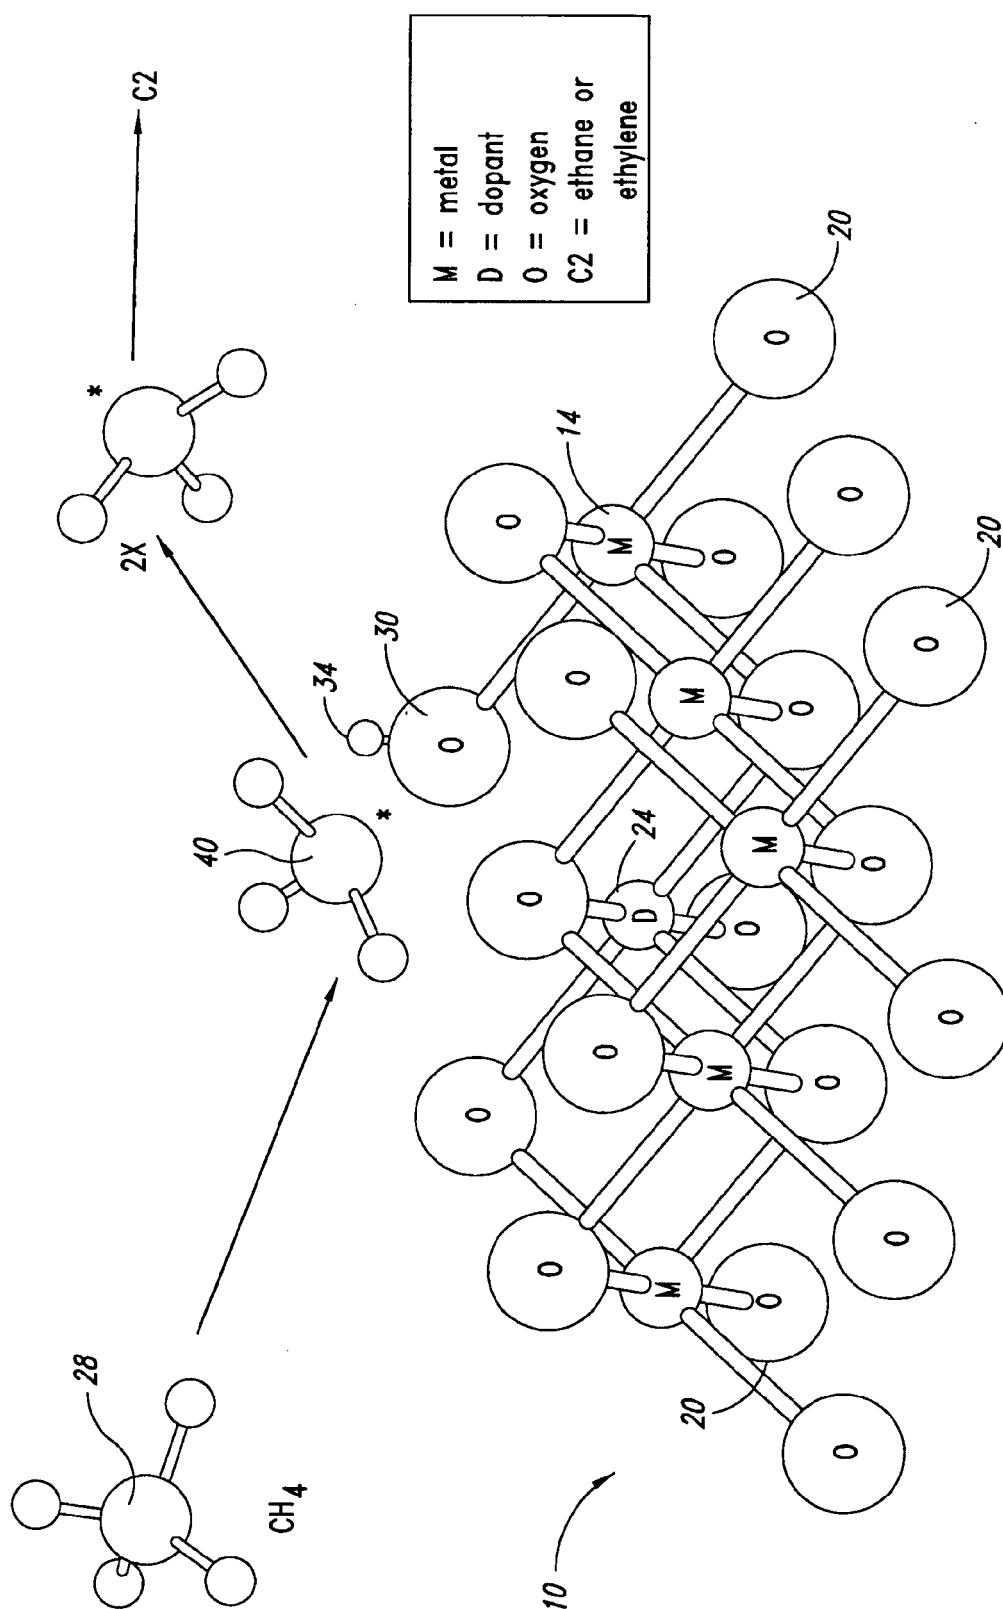 28
*
2X
C2
40
CH4
34
*
30
M = metal
D = dopant
O = oxygen
C2 = ethane or
ethylene
O
O
O
O
O
10
14
O
O
M
24
D
M
20
M
M
O
O
M
O
O
O
O
20
O
O
O
O
O
O
20